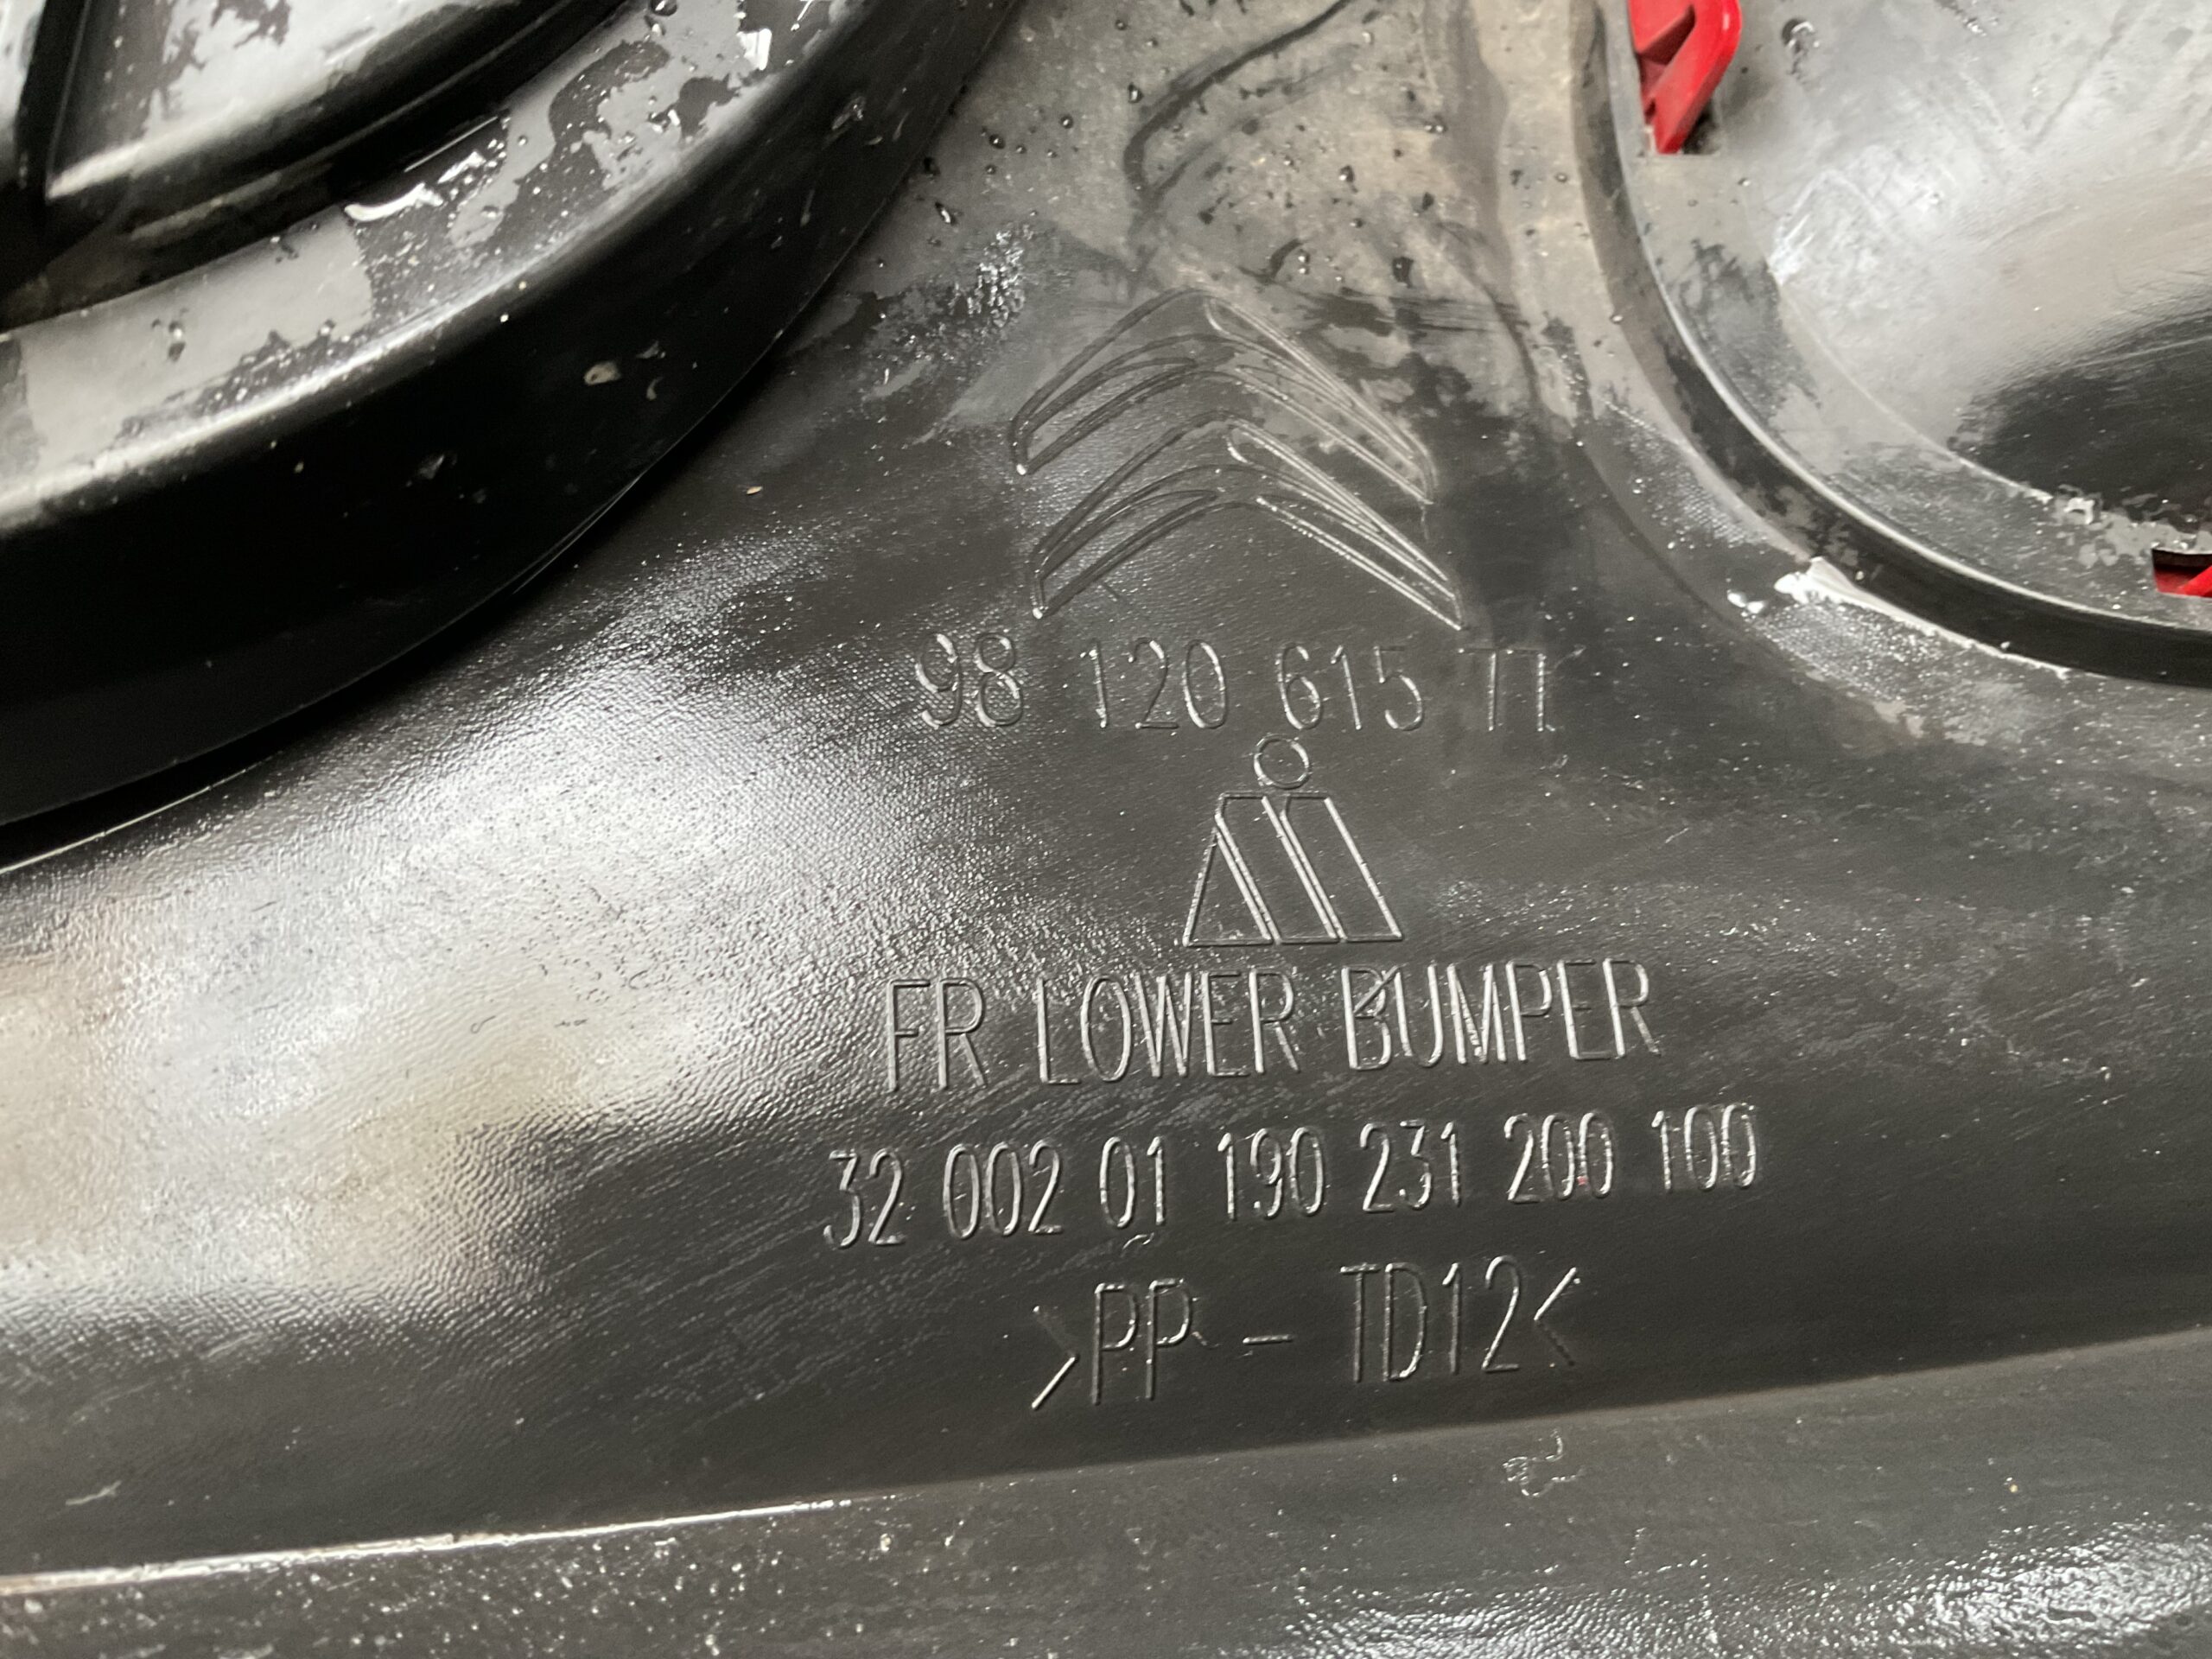 98 120 615 77
FR LOWER BUMPER
32 002 01 190 231 200 100
>PP - TD12<